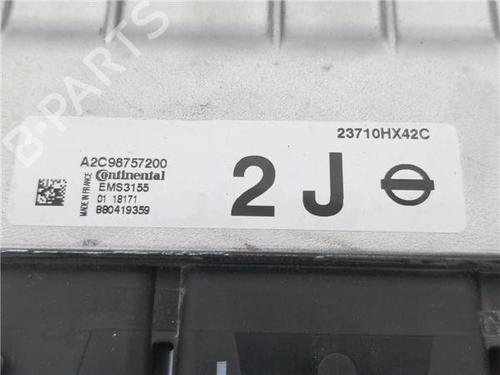 B-PARTS
23710HX42C
A2C98757200
Continental
EMS3155
01 18171
880419359
MADE IN FRANCE
2 J